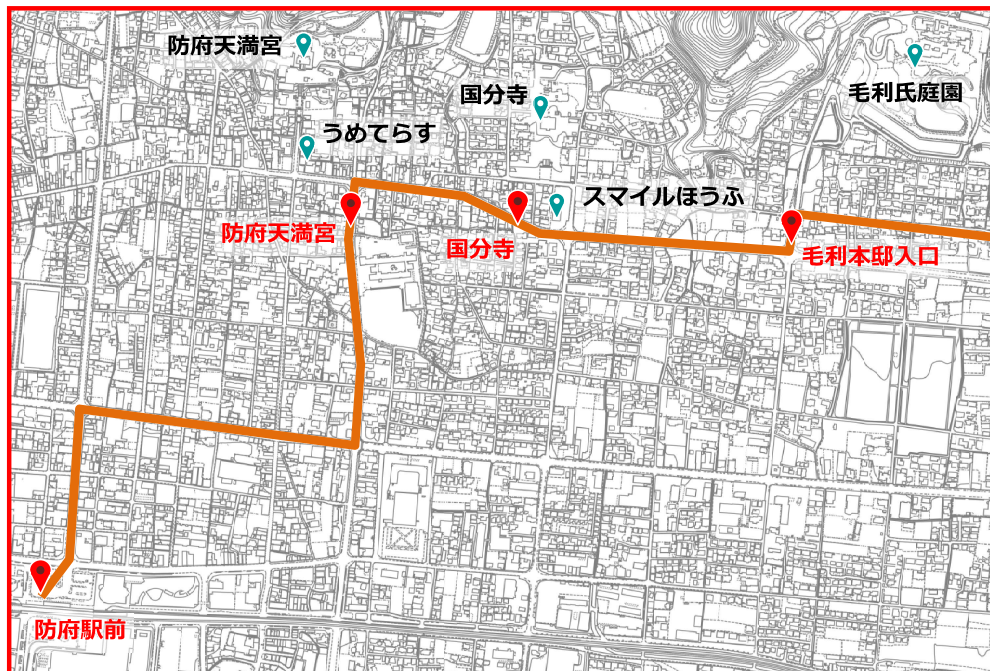 防府天満宮
国分寺
毛利氏庭園
うめてらす
スマイルほうふ
防府天満宮
国分寺
毛利本邸入口
防府駅前